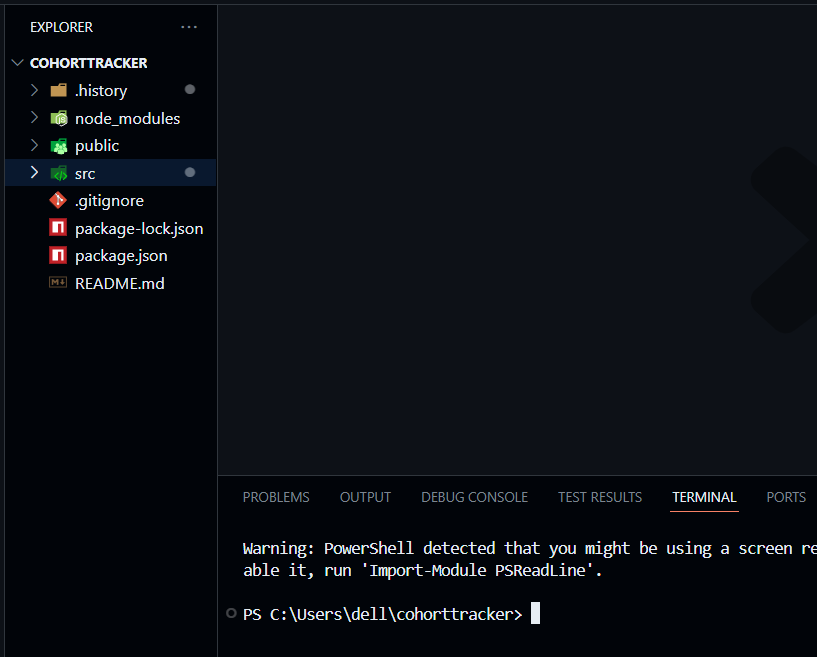 EXPLORER
COHORTTRACKER
.history
node_modules
public
src
.gitignore
package-lock.json
package.json
README.md
PROBLEMS OUTPUT DEBUG CONSOLE TEST RESULTS TERMINAL PORTS
Warning: PowerShell detected that you might be using a screen re
able it, run 'Import-Module PSReadLine'.
PS C:\Users\dell\cohorttracker>